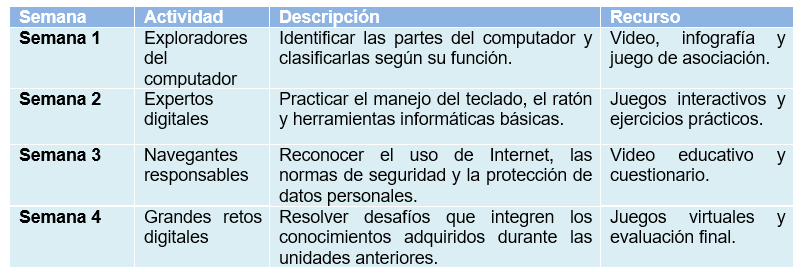 Semana Actividad Descripción Recurso
Semana 1 Exploradores del computador Identificar las partes del computador y clasificarlas según su función. Video, infografía y juego de asociación.
Semana 2 Expertos digitales Practicar el manejo del teclado, el ratón y herramientas informáticas básicas. Juegos interactivos y ejercicios prácticos.
Semana 3 Navegantes responsables Reconocer el uso de Internet, las normas de seguridad y la protección de datos personales. Video educativo y cuestionario.
Semana 4 Grandes retos digitales Resolver desafíos que integren los conocimientos adquiridos durante las unidades anteriores. Juegos virtuales y evaluación final.